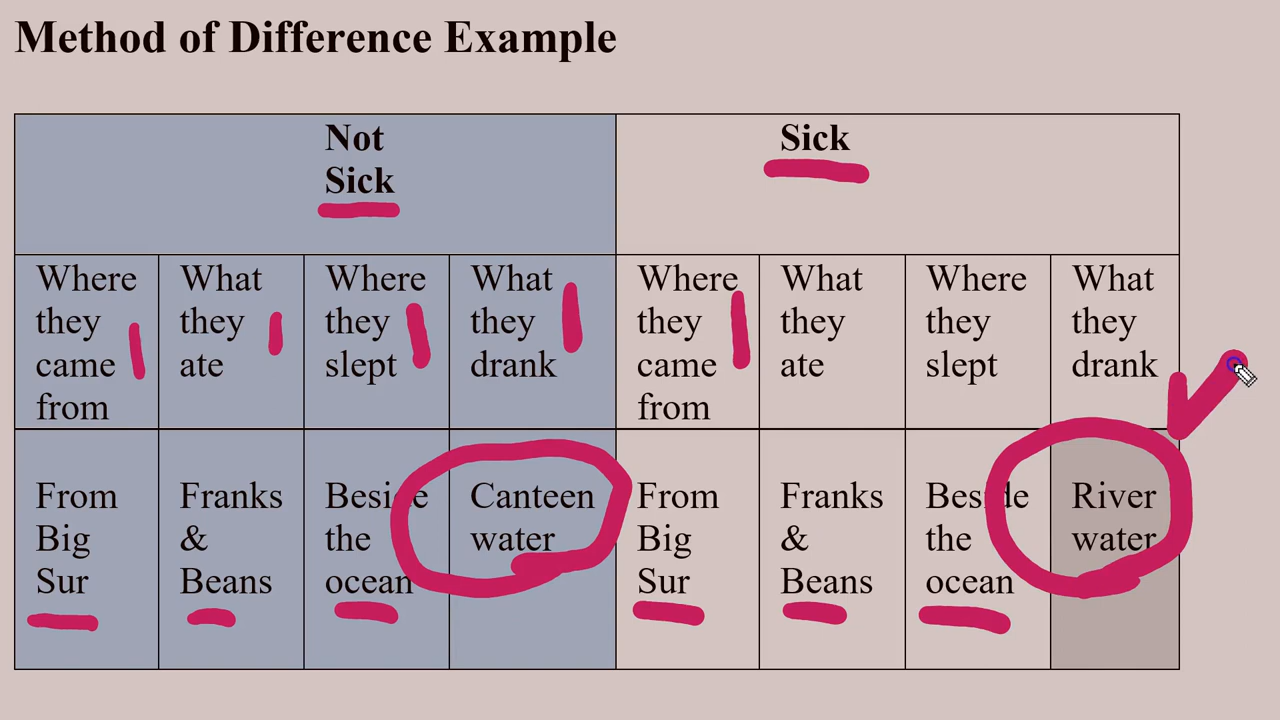 Method of Difference Example
Not
Sick
Sick
Where
they
came
from
What
they
ate
Where
they
slept
What
they
drank
Where
they
came
from
What
they
ate
Where
they
slept
What
they
drank
From
Big
Sur
Franks
&
Beans
Beside
the
ocean
Canteen
water
From
Big
Sur
Franks
&
Beans
Beside
the
ocean
River
water